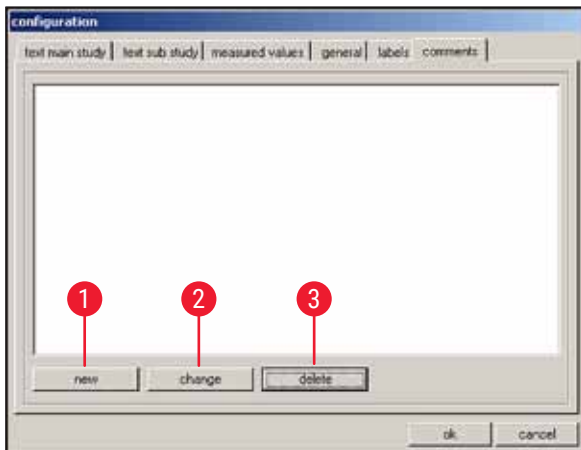 configuration
text main study text sub study measured values general labels comments
1 2 3
new change delete
ok cancel